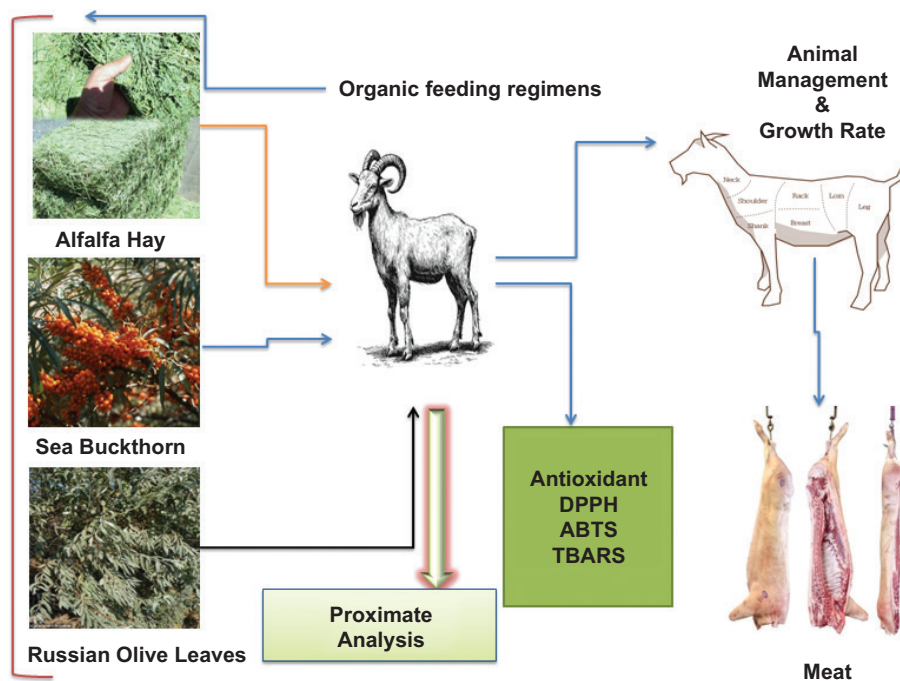 Organic feeding regimens
Alfalfa Hay
Sea Buckthorn
Russian Olive Leaves
Animal
Management
&
Growth Rate
Neck
Shoulder
Rack
Loin
Leg
Shank
Breast
Antioxidant
DPPH
ABTS
TBARS
Proximate
Analysis
Meat